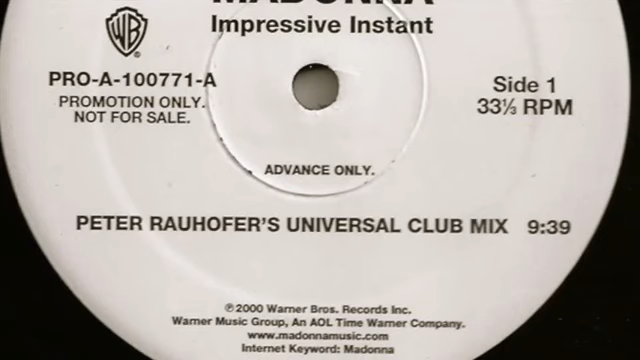 MADONNA
Impressive Instant
WB
®
PRO-A-100771-A
PROMOTION ONLY.
NOT FOR SALE.
Side 1
33⅓ RPM
ADVANCE ONLY.
PETER RAUHOFER'S UNIVERSAL CLUB MIX 9:39
℗2000 Warner Bros. Records Inc.
Warner Music Group, An AOL Time Warner Company.
www.madonnamusic.com
Internet Keyword: Madonna